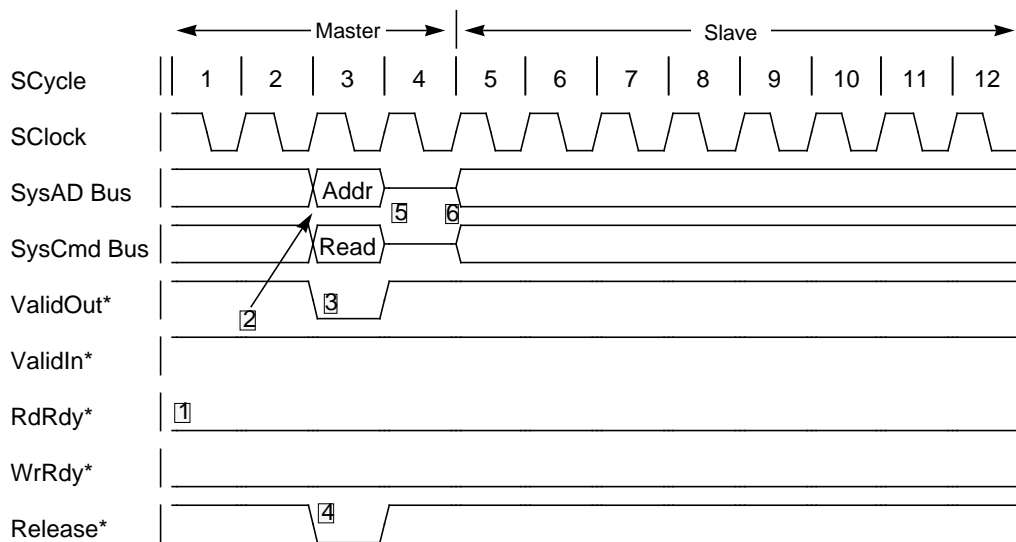 Master Slave
SCycle 1 2 3 4 5 6 7 8 9 10 11 12
SClock
SysAD Bus Addr
5 6
SysCmd Bus Read
ValidOut* 3
2
ValidIn*
RdRdy* 1
WrRdy*
Release* 4